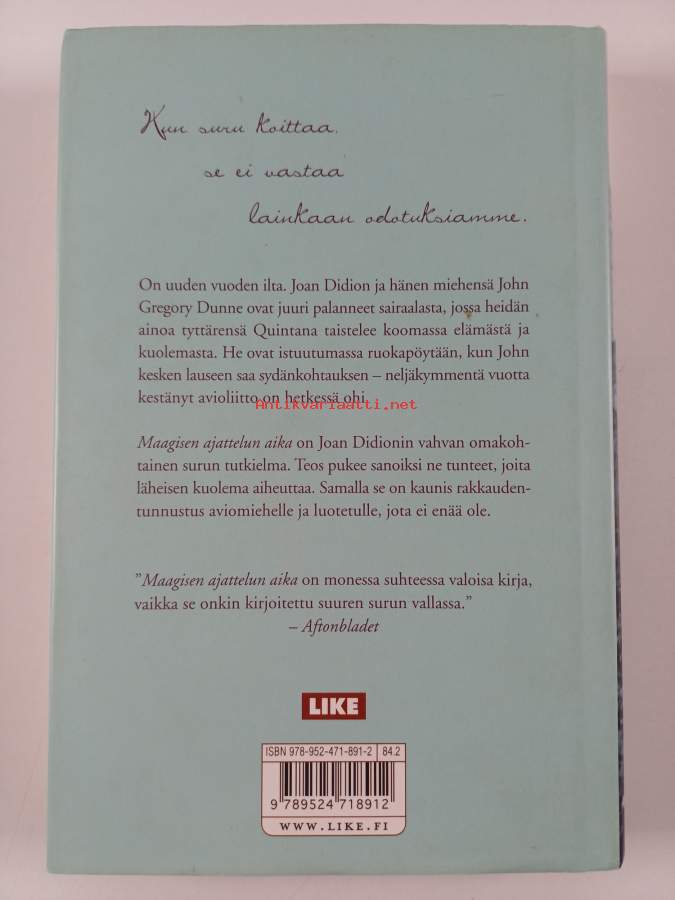 Kun suru koittaa,
se ei vastaa
lainkaan odotuksiamme.
On uuden vuoden ilta. Joan Didion ja hänen miehensä John
Gregory Dunne ovat juuri palanneet sairaalasta, jossa heidän
ainoa tyttärensä Quintana taistelee koomassa elämästä ja
kuolemasta. He ovat istuutumassa ruokapöytään, kun John
kesken lauseen saa sydänkohtauksen – neljäkymmentä vuotta
kestänyt avioliitto on hetkessä ohi.
Antikvariaatti.net
Maagisen ajattelun aika on Joan Didionin vahvan omakoh-
tainen surun tutkielma. Teos pukee sanoiksi ne tunteet, joita
läheisen kuolema aiheuttaa. Samalla se on kaunis rakkauden-
tunnustus aviomiehelle ja luotetulle, jota ei enää ole.
”Maagisen ajattelun aika on monessa suhteessa valoisa kirja,
vaikka se onkin kirjoitettu suuren surun vallassa.”
– Aftonbladet
LIKE
ISBN 978-952-471-891-2 84.2
9 789524 718912
WWW.LIKE.FI